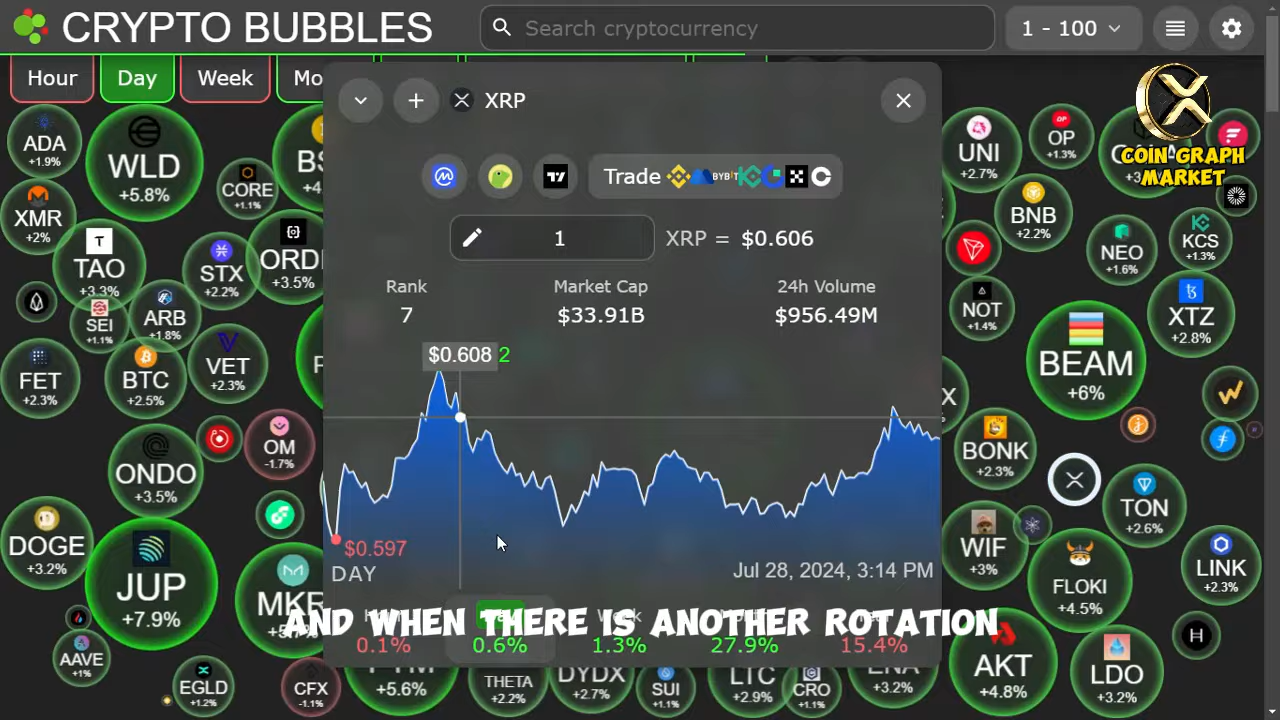 CRYPTO BUBBLES
Search cryptocurrency
1 - 100
Hour
Day
Week
XRP
COIN GRAPH
MARKET
Trade
BYBIT
1
XRP = $0.606
Rank
Market Cap
24h Volume
7
$33.91B
$956.49M
$0.608
2
$0.597
DAY
Jul 28, 2024, 3:14 PM
AND WHEN THERE IS ANOTHER ROTATION
0.1%
0.6%
1.3%
27.9%
15.4%
ADA
+1.9%
WLD
+5.8%
CORE
+1.1%
XMR
+2%
TAO
+3.3%
STX
+2.2%
ORDI
+3.5%
SEI
+1.1%
ARB
+1.8%
FET
+2.3%
BTC
+2.5%
VET
+2.3%
OM
-1.7%
ONDO
+3.5%
DOGE
+3.2%
JUP
+7.9%
MKR
AAVE
+1%
EGLD
+1.2%
CFX
-1.1%
+5.6%
THETA
+2.2%
DYDX
+2.7%
SUI
+1.1%
LTC
+2.9%
CRO
+1.1%
ENA
+3.2%
UNI
+2.7%
OP
+1.3%
BNB
+2.2%
NEO
+1.6%
KCS
+1.3%
NOT
+1.4%
XTZ
+2.8%
BEAM
+6%
BONK
+2.3%
TON
+2.6%
WIF
+3%
FLOKI
+4.5%
LINK
+2.3%
AKT
+4.8%
LDO
+3.2%